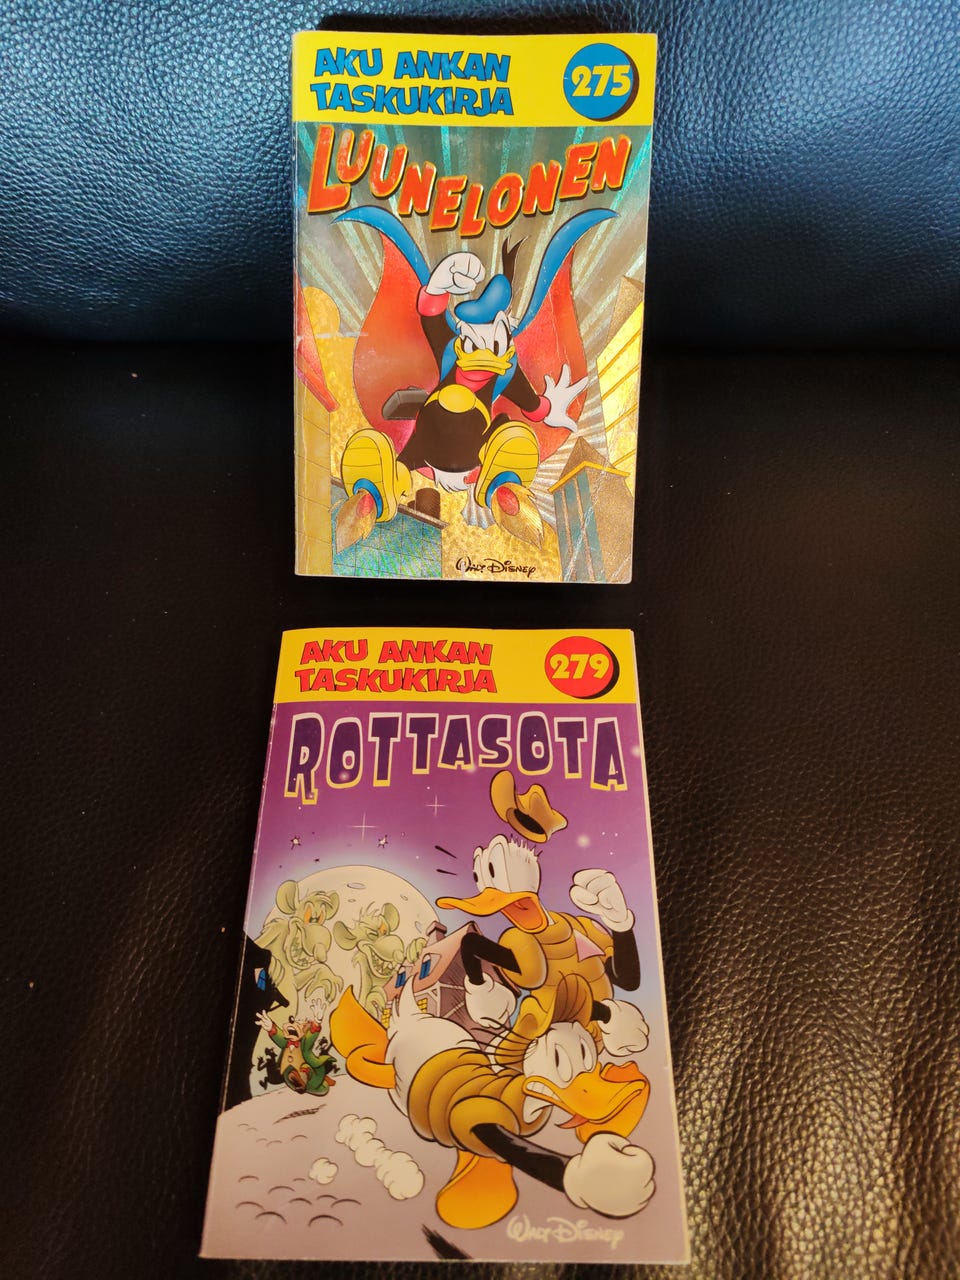 AKU ANKAN
TASKUKIRJA
275
LUUNELONEN
WALT DISNEY
AKU ANKAN
TASKUKIRJA
279
ROTTASOTA
WALT DISNEY